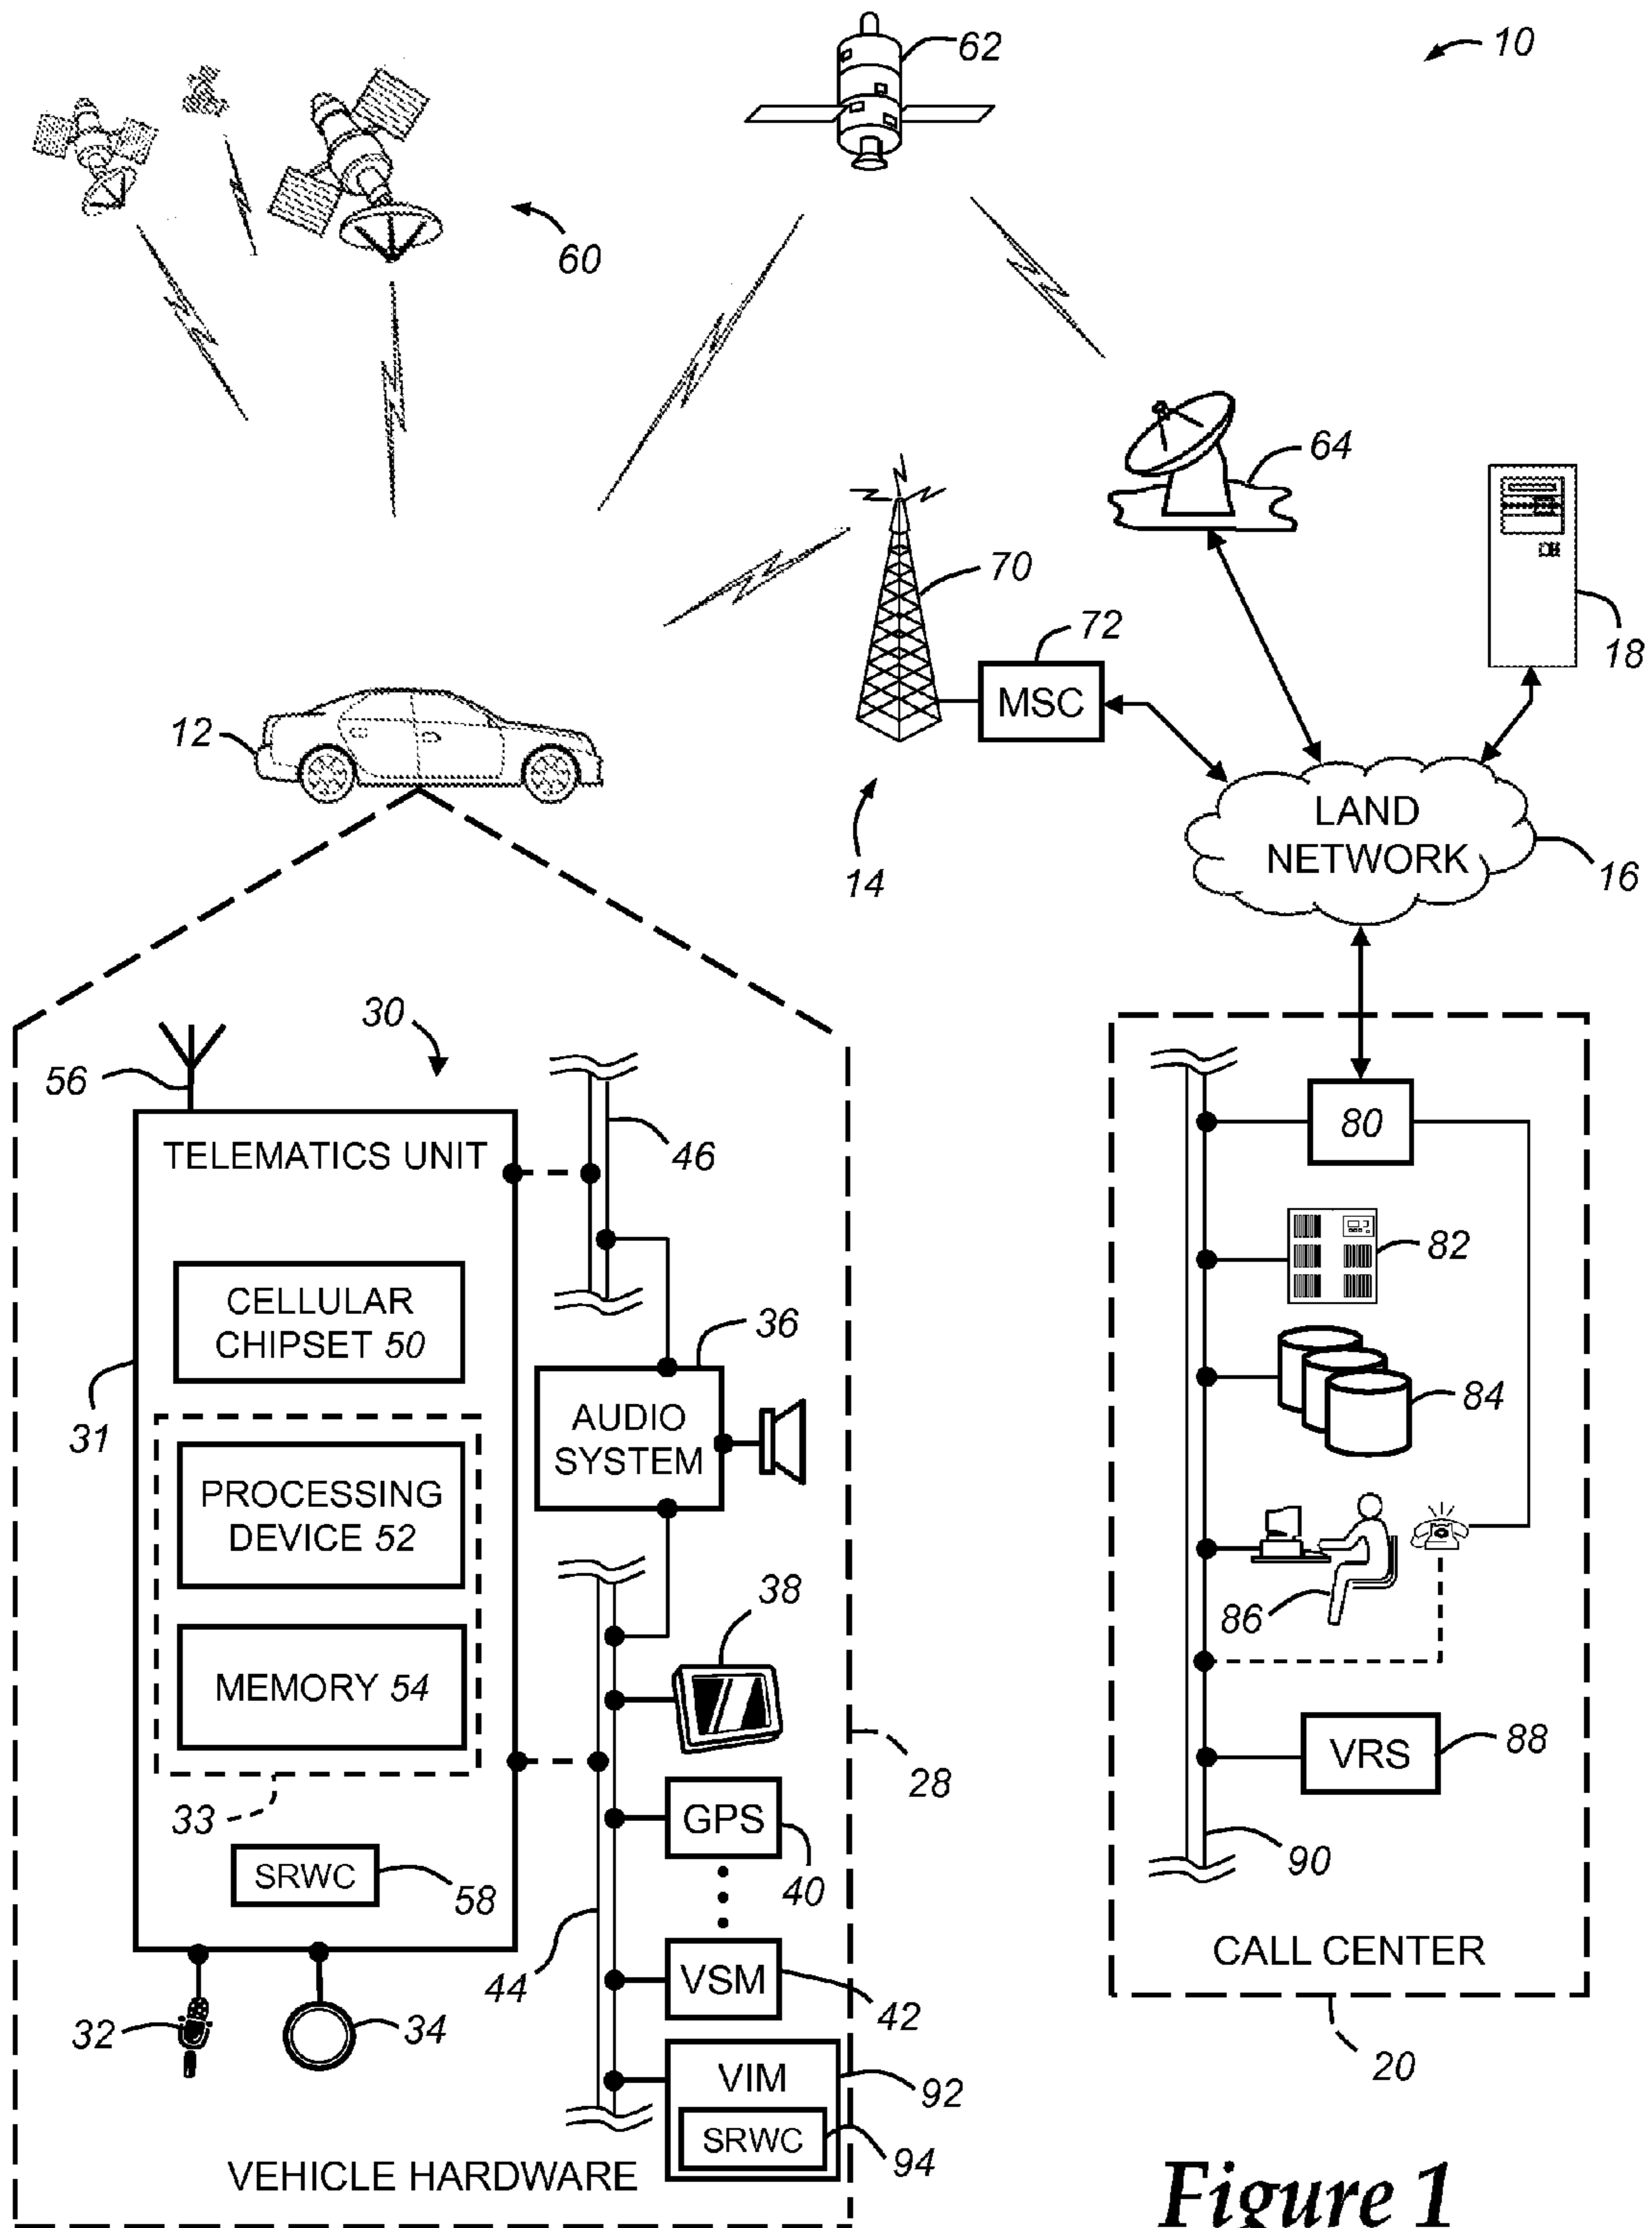 62
10
60
64
18
70
72
MSC
12
LAND
NETWORK
16
14
30
56
46
TELEMATICS UNIT
80
82
CELLULAR
CHIPSET 50
36
31
AUDIO
SYSTEM
84
PROCESSING
DEVICE 52
38
86
MEMORY 54
28
VRS
88
33
GPS
40
90
SRWC
58
44
VSM
42
CALL CENTER
32
34
20
VIM
92
SRWC
94
VEHICLE HARDWARE
Figure 1